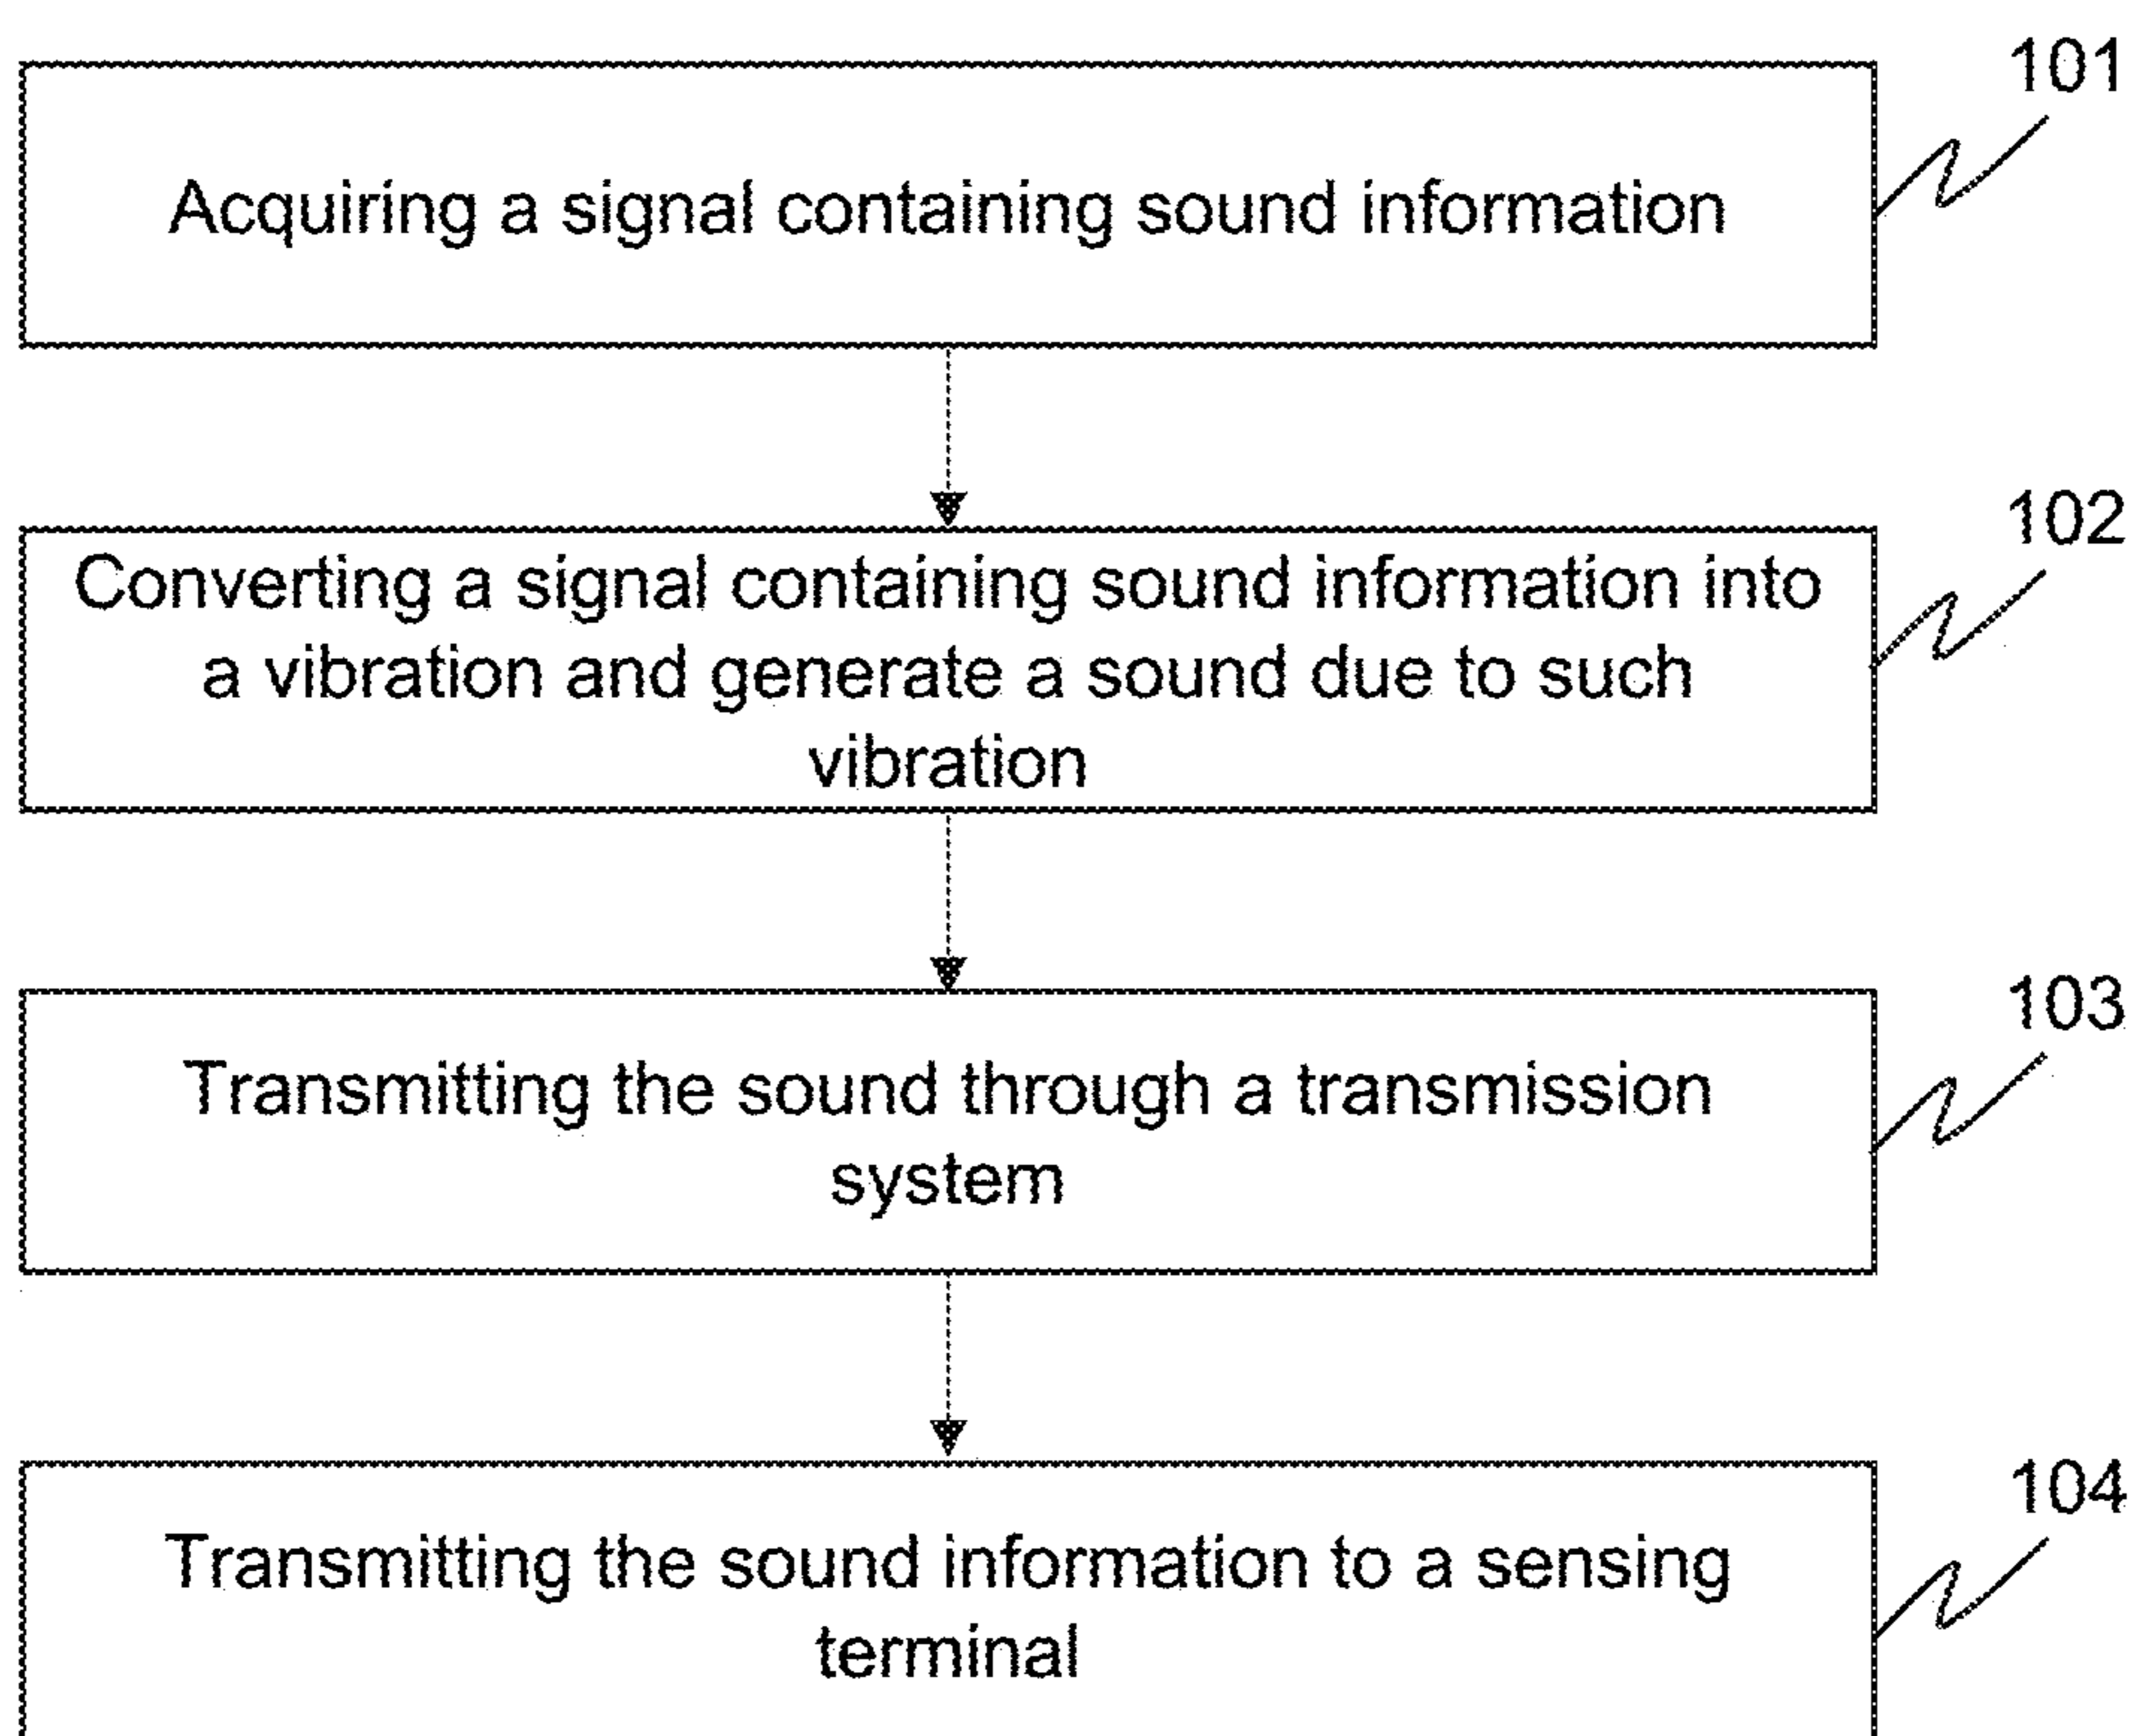 101
Acquiring a signal containing sound information
102
Converting a signal containing sound information into
a vibration and generate a sound due to such
vibration
103
Transmitting the sound through a transmission
system
104
Transmitting the sound information to a sensing
terminal